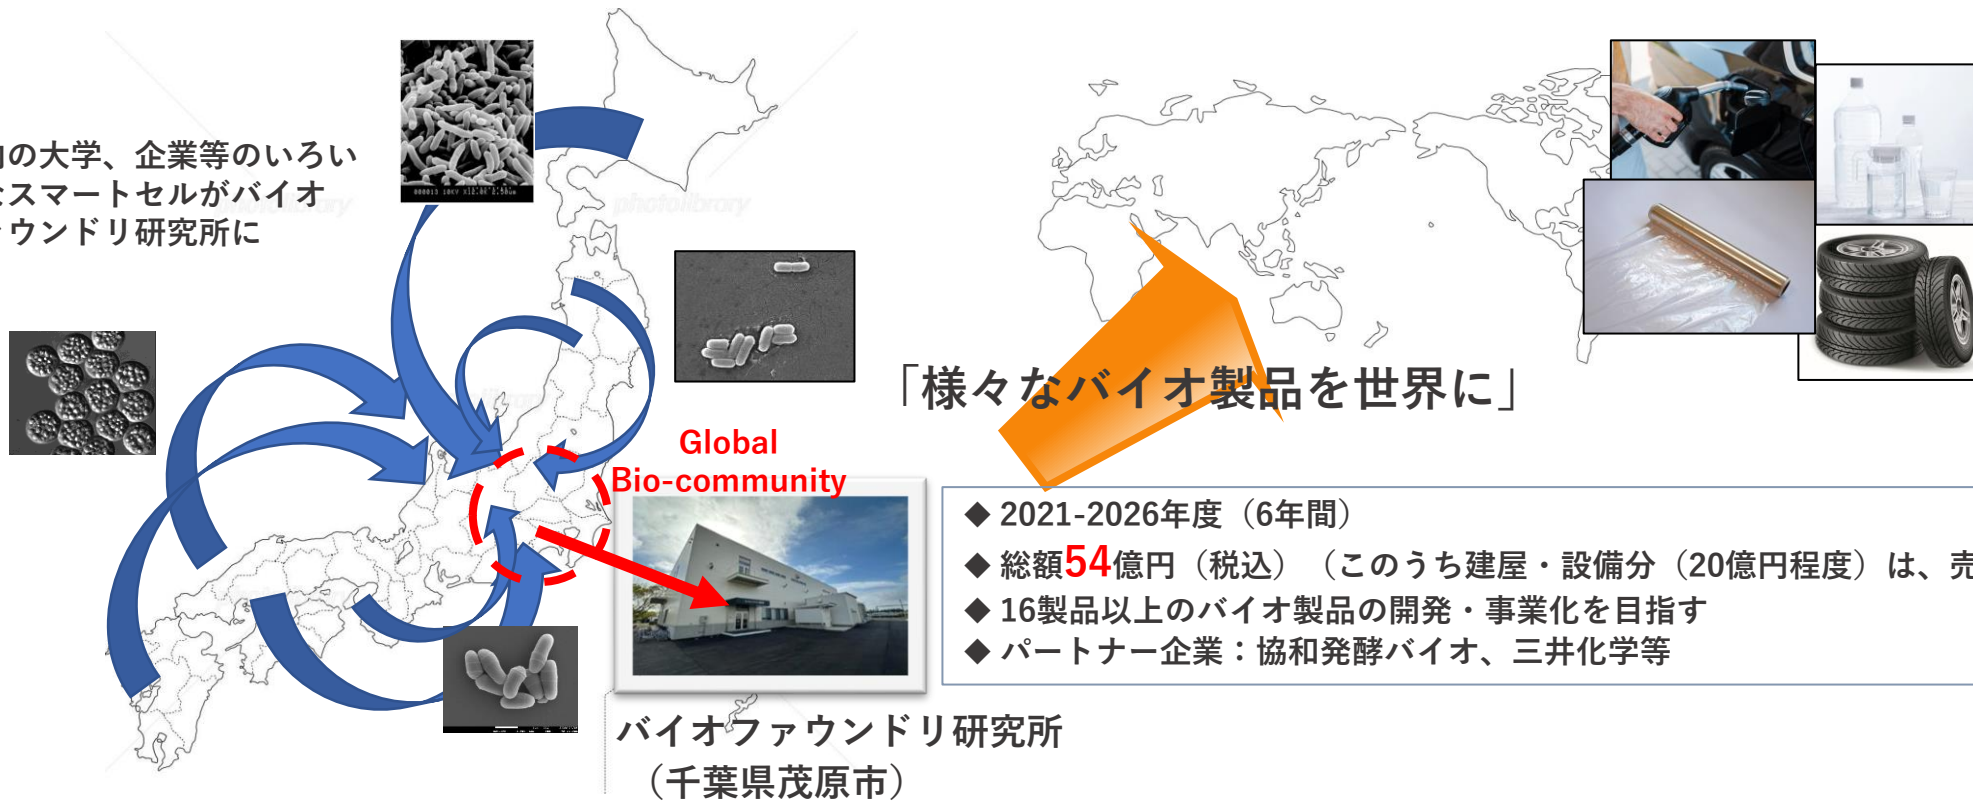 の大学、企業等のいろい
なスマートセルがバイオ
ウンドリ研究所に
photolibrary
「様々なバイオ製品を世界に」
Global
Bio-community
◆ 2021-2026年度（6年間）
◆ 総額54億円（税込）（このうち建屋・設備分（20億円程度）は、売
◆ 16製品以上のバイオ製品の開発・事業化を目指す
◆ パートナー企業：協和発酵バイオ、三井化学等
バイオファウンドリ研究所
（千葉県茂原市）